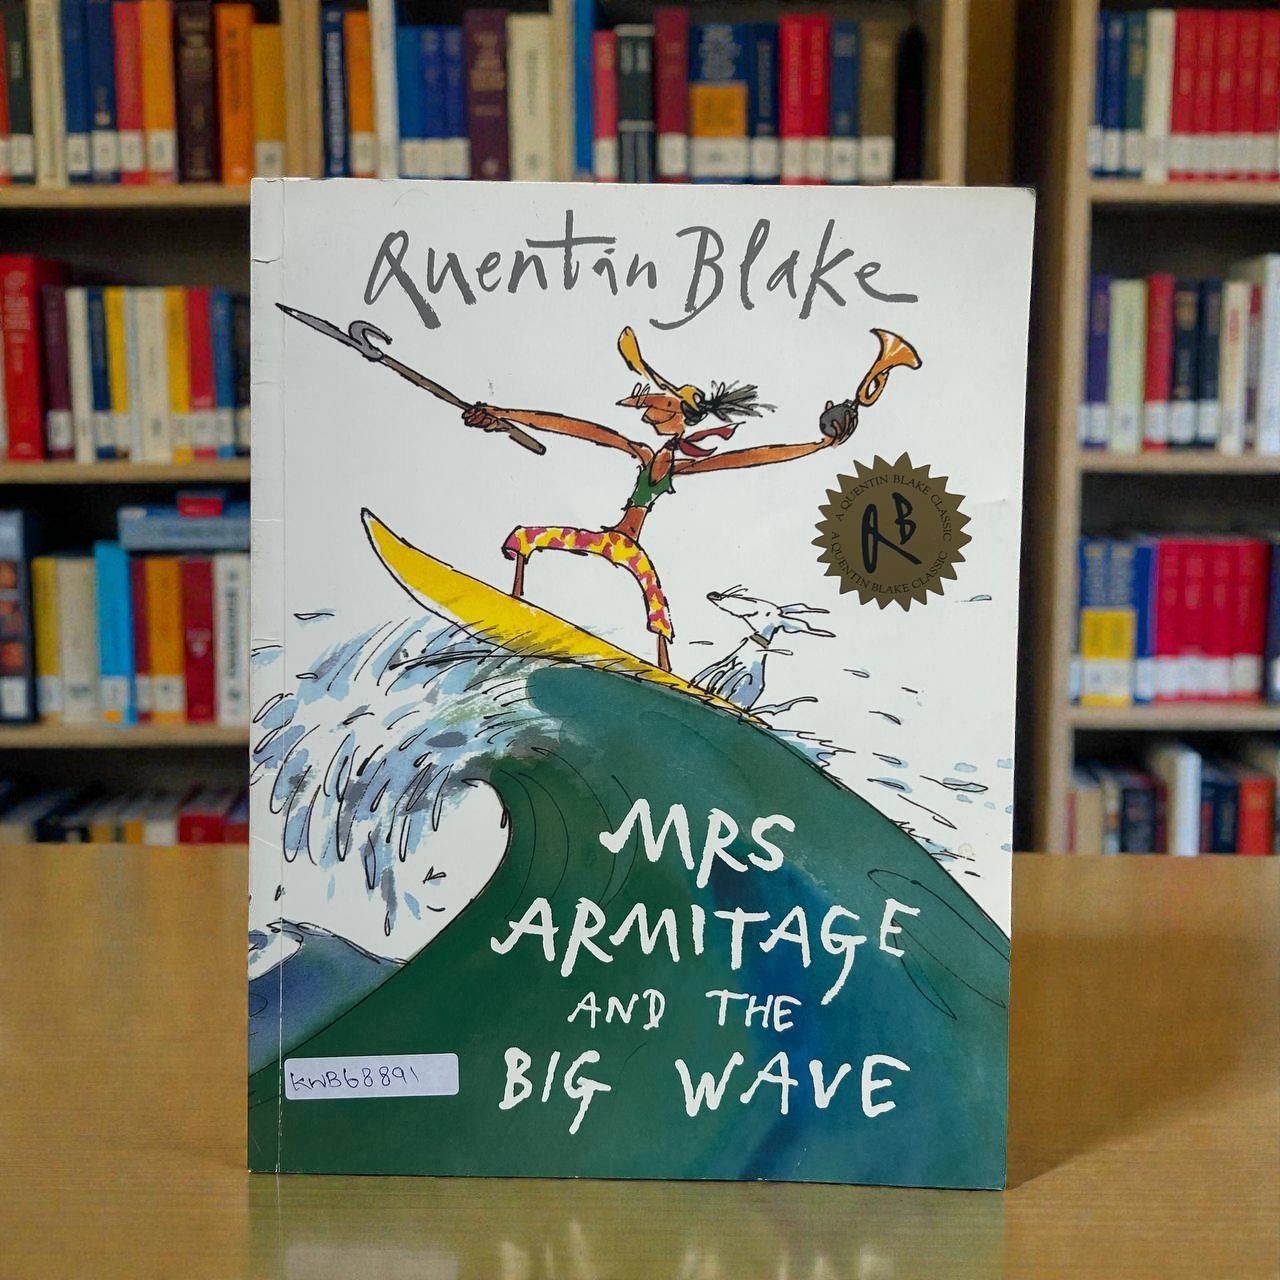 Quentin Blake
A QUENTIN BLAKE CLASSIC
A QUENTIN BLAKE CLASSIC
QB
MRS
ARMITAGE
AND THE
BIG WAVE
KWB68891